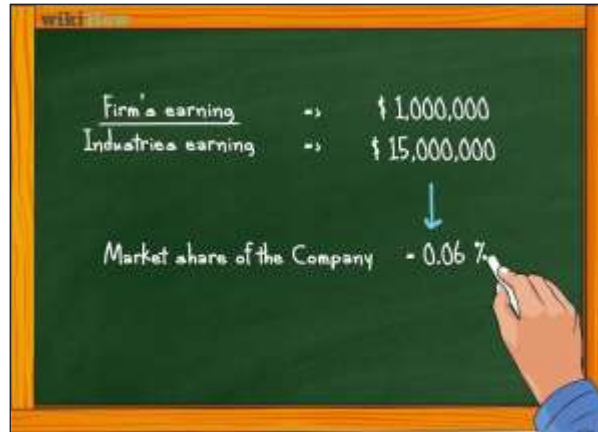 wikiHow
Firm's earning => $ 1,000,000
Industries earning => $ 15,000,000
Market share of the Company = 0.06 %